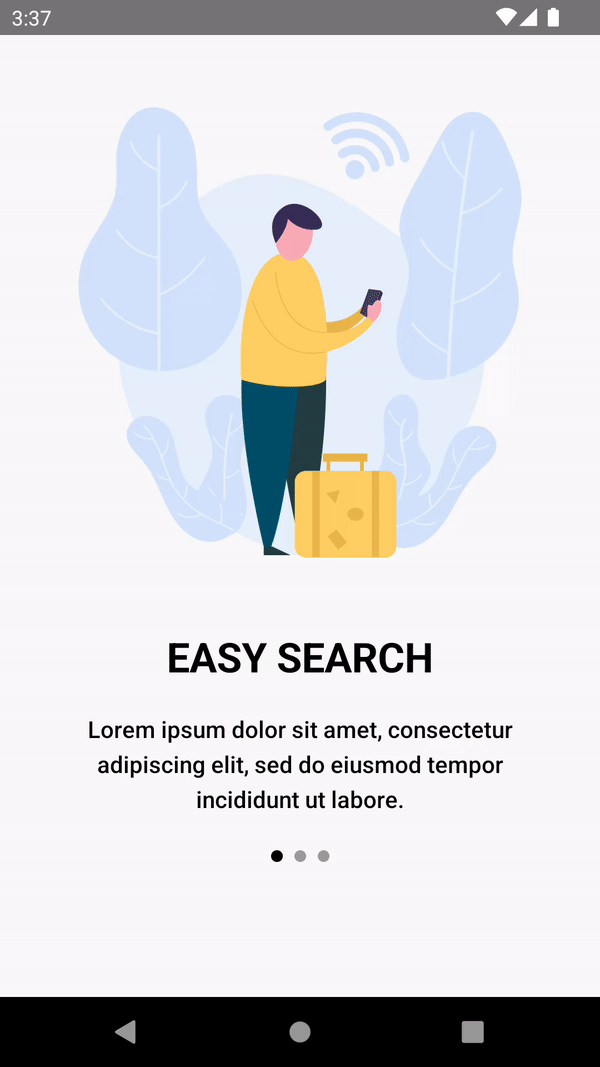 3:37
EASY SEARCH
Lorem ipsum dolor sit amet, consectetur
adipiscing elit, sed do eiusmod tempor
incididunt ut labore.